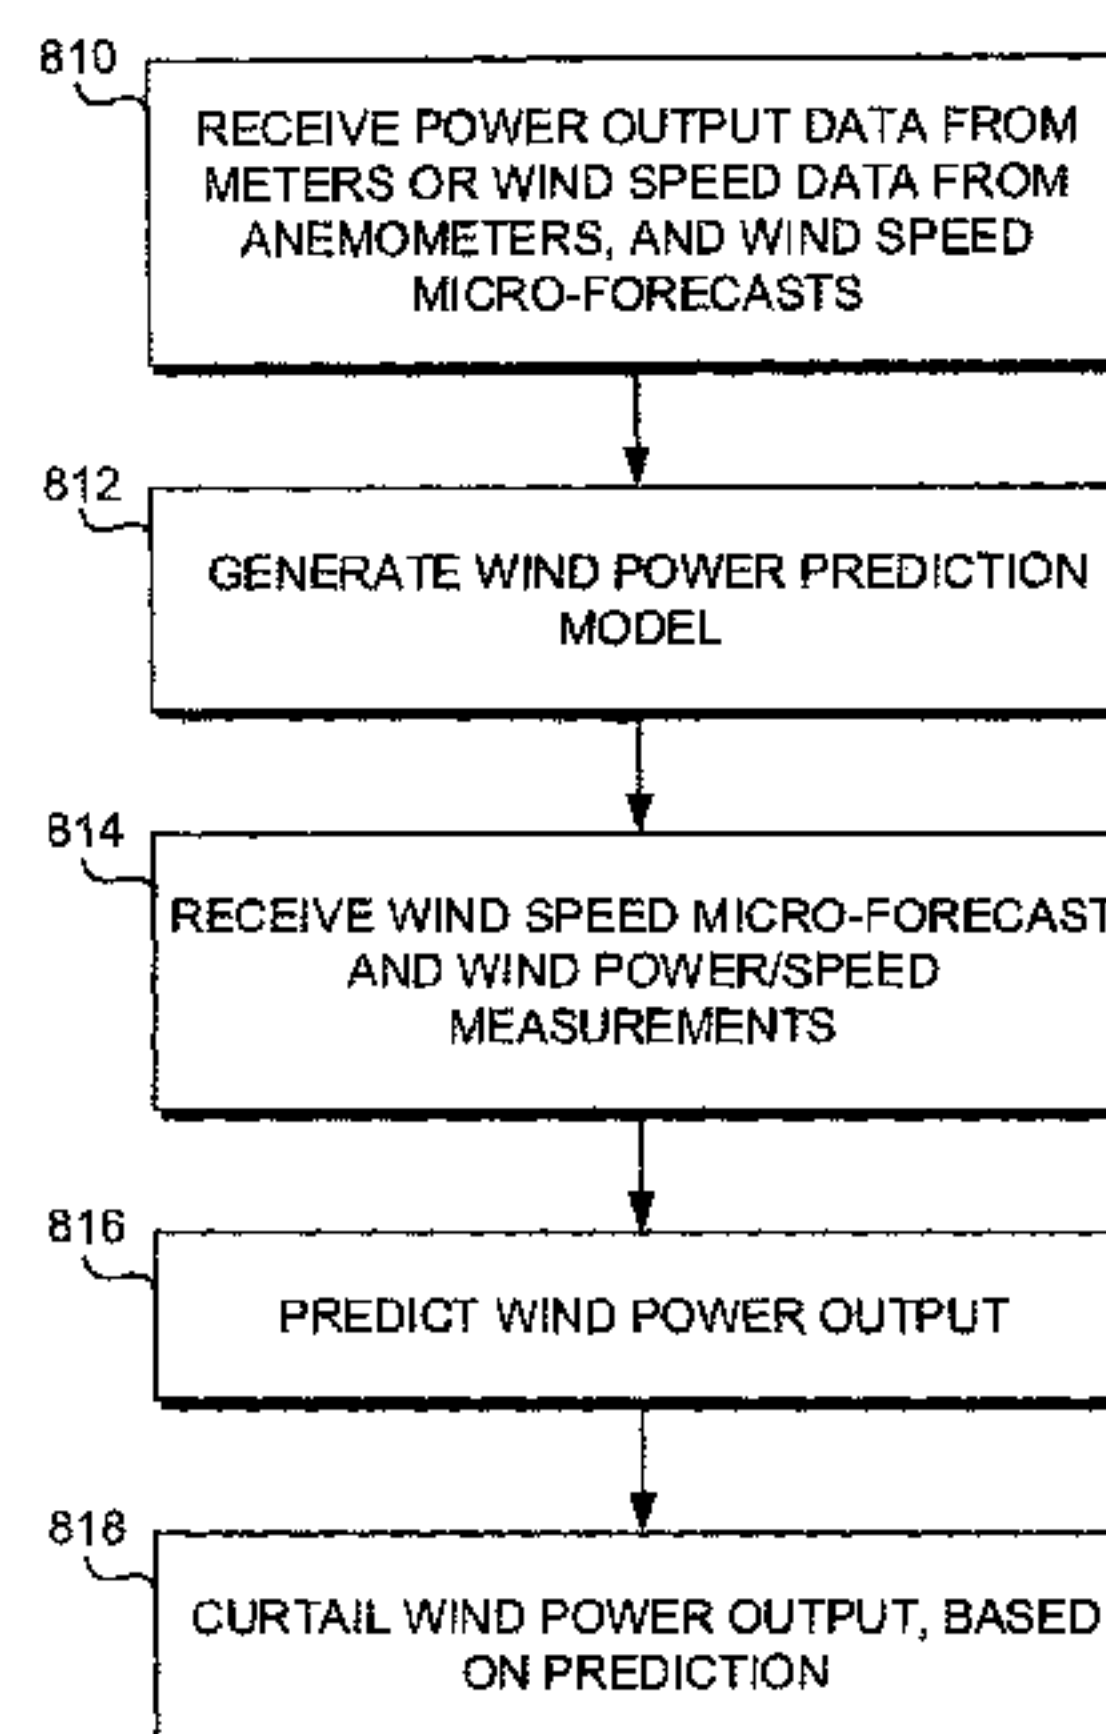 810
RECEIVE POWER OUTPUT DATA FROM
METERS OR WIND SPEED DATA FROM
ANEMOMETERS, AND WIND SPEED
MICRO-FORECASTS
812
GENERATE WIND POWER PREDICTION
MODEL
814
RECEIVE WIND SPEED MICRO-FORECAST
AND WIND POWER/SPEED
MEASUREMENTS
816
PREDICT WIND POWER OUTPUT
818
CURTAIL WIND POWER OUTPUT, BASED
ON PREDICTION